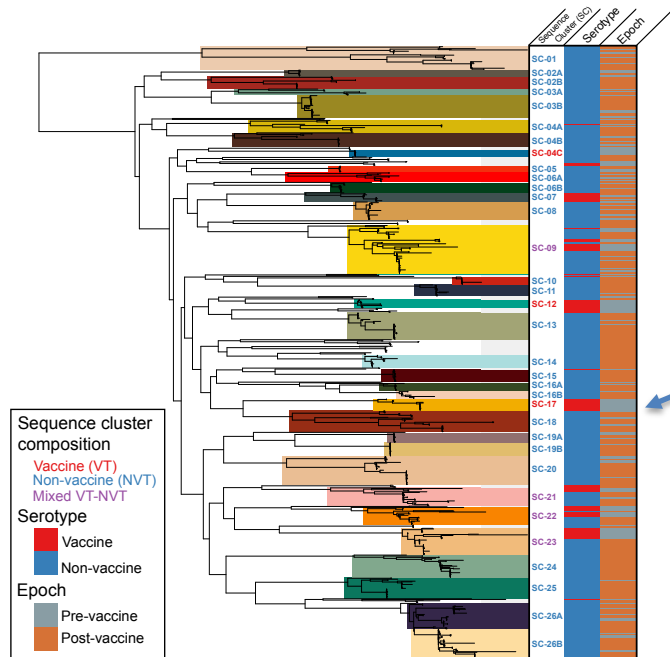 Sequence
Cluster (SC)
Serotype
Epoch
SC-01
SC-02A
SC-02B
SC-03A
SC-03B
SC-04A
SC-04B
SC-04C
SC-05
SC-06A
SC-06B
SC-07
SC-08
SC-09
SC-10
SC-11
SC-12
SC-13
SC-14
SC-15
SC-16A
SC-16B
SC-17
SC-18
SC-19A
SC-19B
SC-20
SC-21
SC-22
SC-23
SC-24
SC-25
SC-26A
SC-26B
Sequence cluster
composition
Vaccine (VT)
Non-vaccine (NVT)
Mixed VT-NVT
Serotype
Vaccine
Non-vaccine
Epoch
Pre-vaccine
Post-vaccine